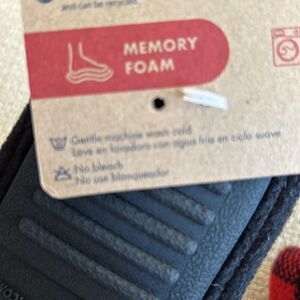 and can be recycled.
MEMORY
FOAM
Gentle machine wash cold
Lave en lavadora con agua fria en ciclo suave
No bleach
No use blanqueador